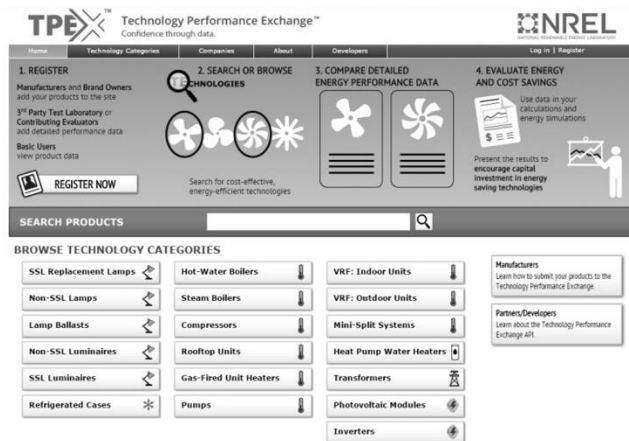 TPEX™ Technology Performance Exchange™
Confidence through data.
NREL
NATIONAL RENEWABLE ENERGY LABORATORY
Home Technology Categories Companies About Developers Log in | Register
1. REGISTER
Manufacturers and Brand Owners
add your products to the site
3rd Party Test Laboratory or
Contributing Evaluators
add detailed performance data
Basic Users
view product data
REGISTER NOW
2. SEARCH OR BROWSE
TECHNOLOGIES
Search for cost-effective,
energy-efficient technologies
3. COMPARE DETAILED
ENERGY PERFORMANCE DATA
4. EVALUATE ENERGY
AND COST SAVINGS
$ = =
Use data in your
calculations and
energy simulations
Present the results to
encourage capital
investment in energy
saving technologies
SEARCH PRODUCTS
BROWSE TECHNOLOGY CATEGORIES
SSL Replacement Lamps
Non-SSL Lamps
Lamp Ballasts
Non-SSL Luminaires
SSL Luminaires
Refrigerated Cases
Hot-Water Boilers
Steam Boilers
Compressors
Rooftop Units
Gas-Fired Unit Heaters
Pumps
VRF: Indoor Units
VRF: Outdoor Units
Mini-Split Systems
Heat Pump Water Heaters
Transformers
Photovoltaic Modules
Inverters
Manufacturers
Learn how to submit your products to the
Technology Performance Exchange.
Partners/Developers
Learn about the Technology Performance
Exchange API.